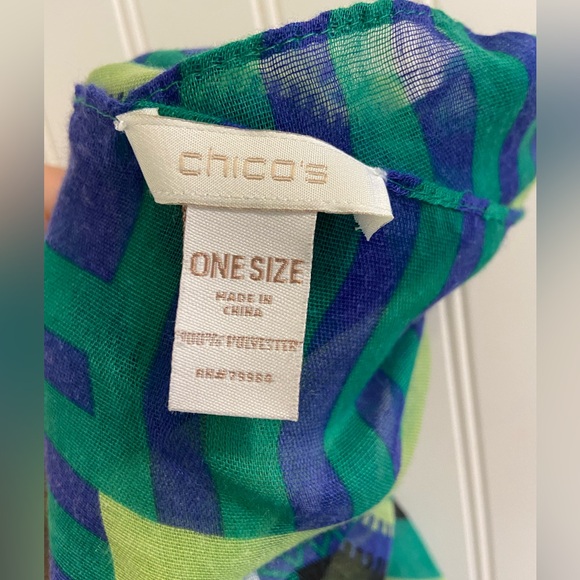 chico's
ONE SIZE
MADE IN
CHINA
100% POLYESTER
RN#79984